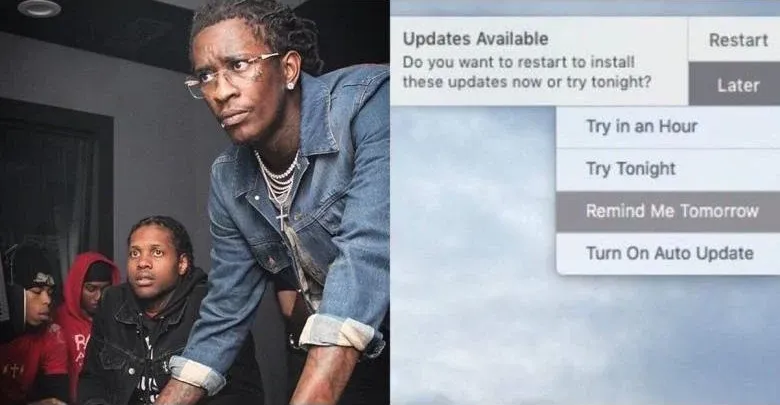 Updates Available
Do you want to restart to install
these updates now or try tonight?
Restart
Later
Try in an Hour
Try Tonight
Remind Me Tomorrow
Turn On Auto Update